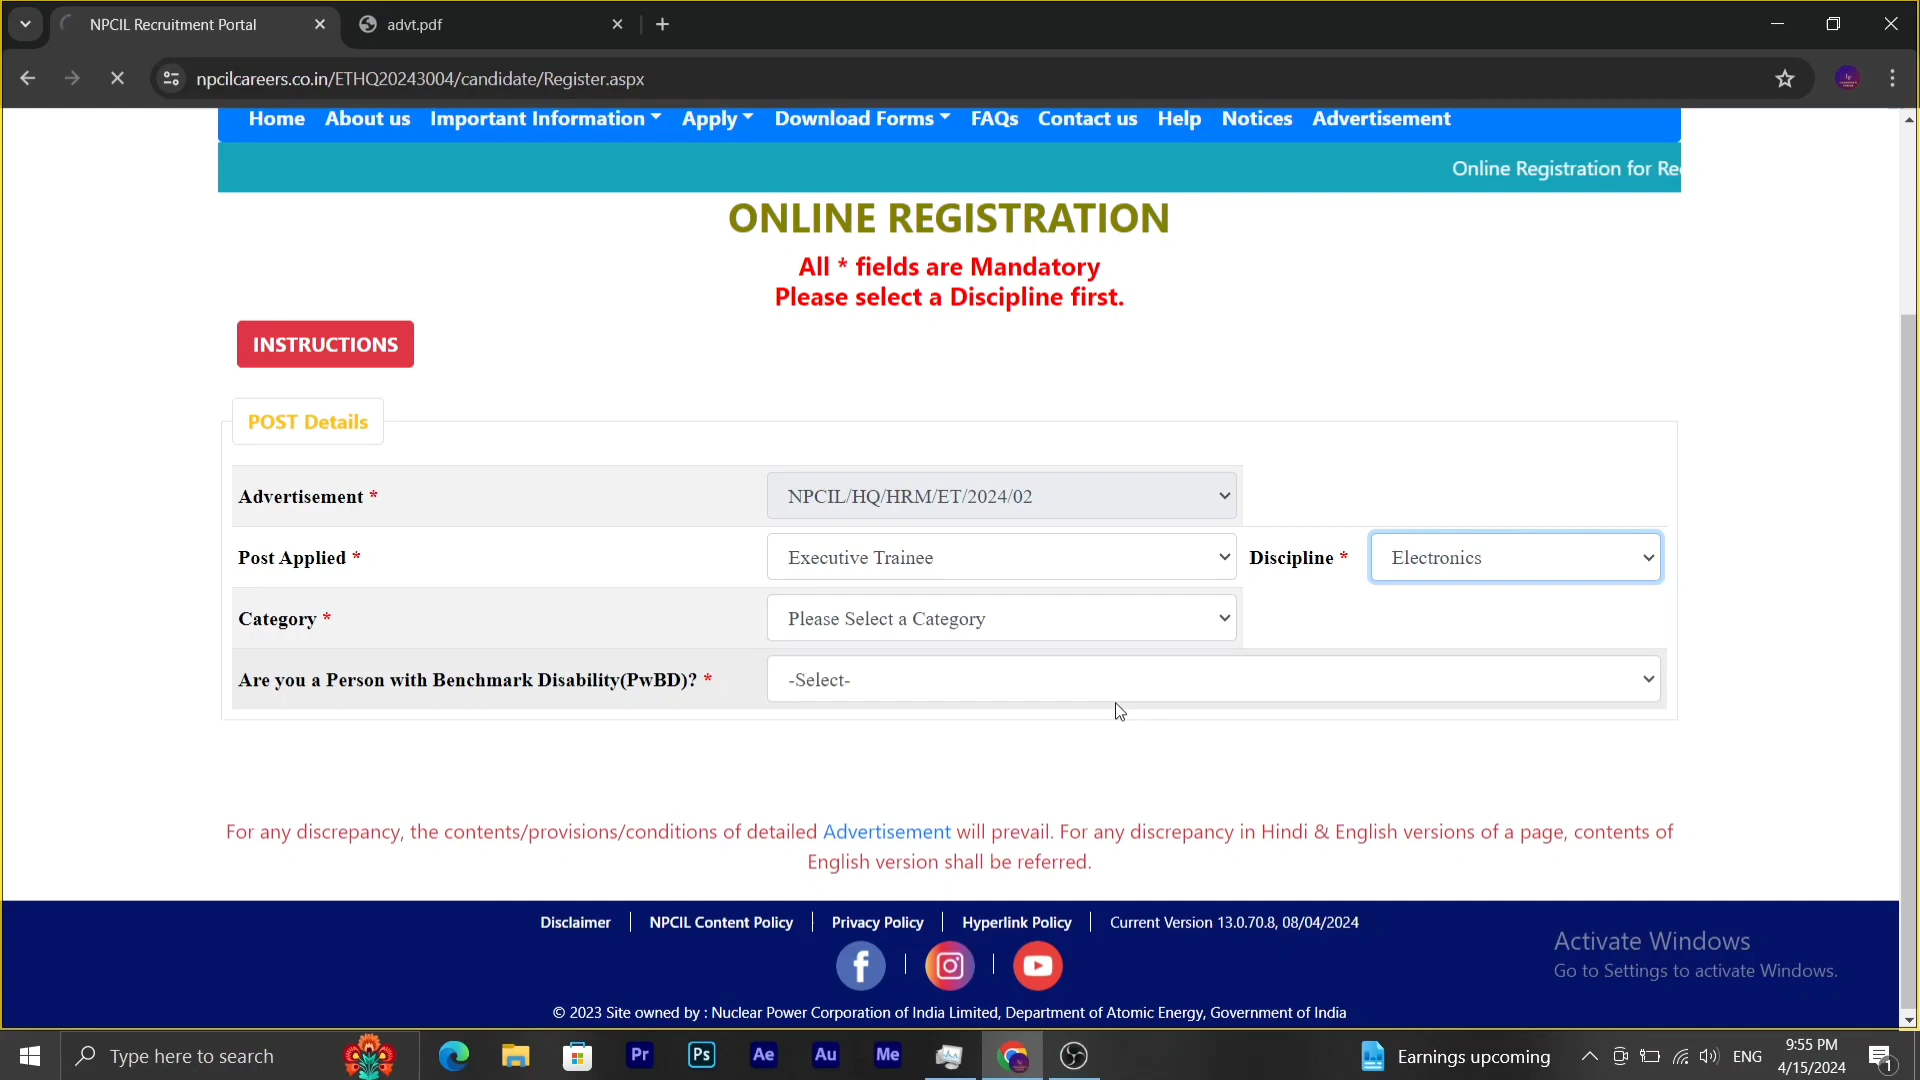 NPCIL Recruitment Portal
advt.pdf
npcilcareers.co.in/ETHQ20243004/candidate/Register.aspx
Home About us Important Information Apply Download Forms FAQs Contact us Help Notices Advertisement
Online Registration for Re
ONLINE REGISTRATION
All * fields are Mandatory
Please select a Discipline first.
INSTRUCTIONS
POST Details
Advertisement * NPCIL/HQ/HRM/ET/2024/02
Post Applied * Executive Trainee Discipline * Electronics
Category * Please Select a Category
Are you a Person with Benchmark Disability(PwBD)? * -Select-
For any discrepancy, the contents/provisions/conditions of detailed Advertisement will prevail. For any discrepancy in Hindi & English versions of a page, contents of
English version shall be referred.
Disclaimer NPCIL Content Policy Privacy Policy Hyperlink Policy Current Version 13.0.70.8, 08/04/2024
Activate Windows
Go to Settings to activate Windows.
© 2023 Site owned by : Nuclear Power Corporation of India Limited, Department of Atomic Energy, Government of India
Type here to search Pr Ps Ae Au Me Earnings upcoming ENG 9:55 PM
4/15/2024 1